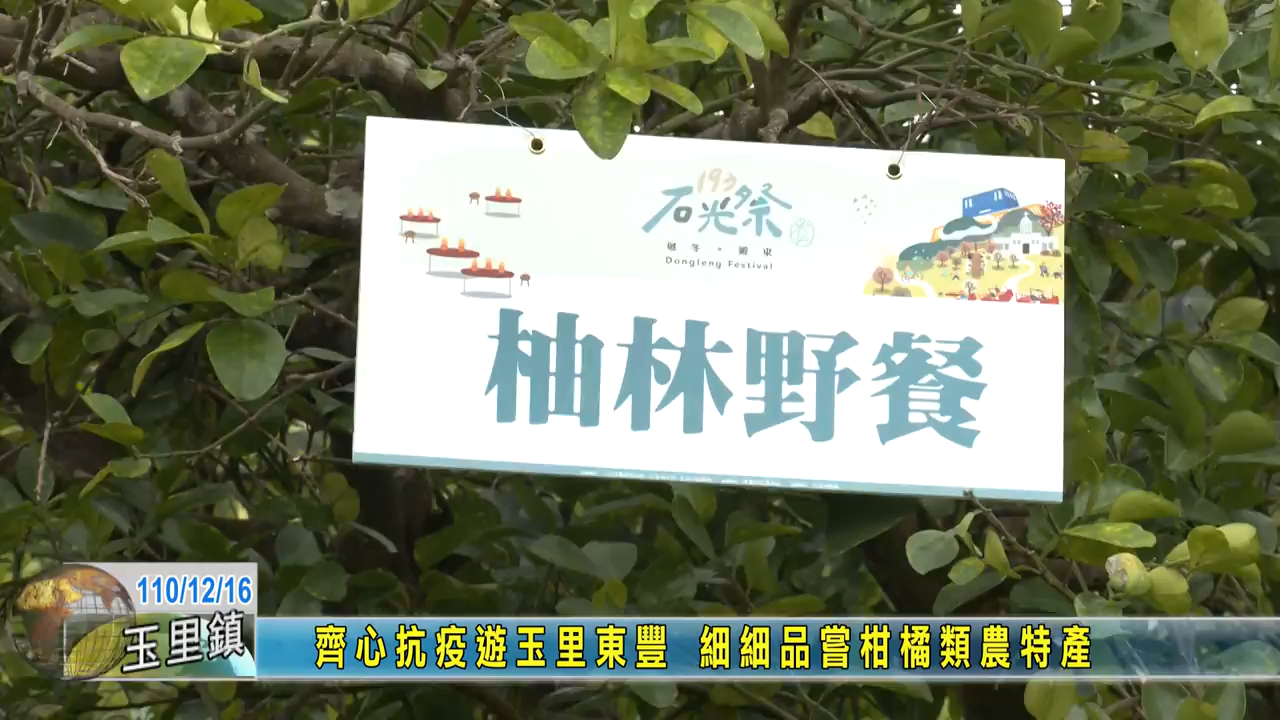 193
石光祭
Dongleng Festival
柚林野餐
110/12/16
玉里鎮
齊心抗疫遊玉里東豐 細細品嘗柑橘類農特產